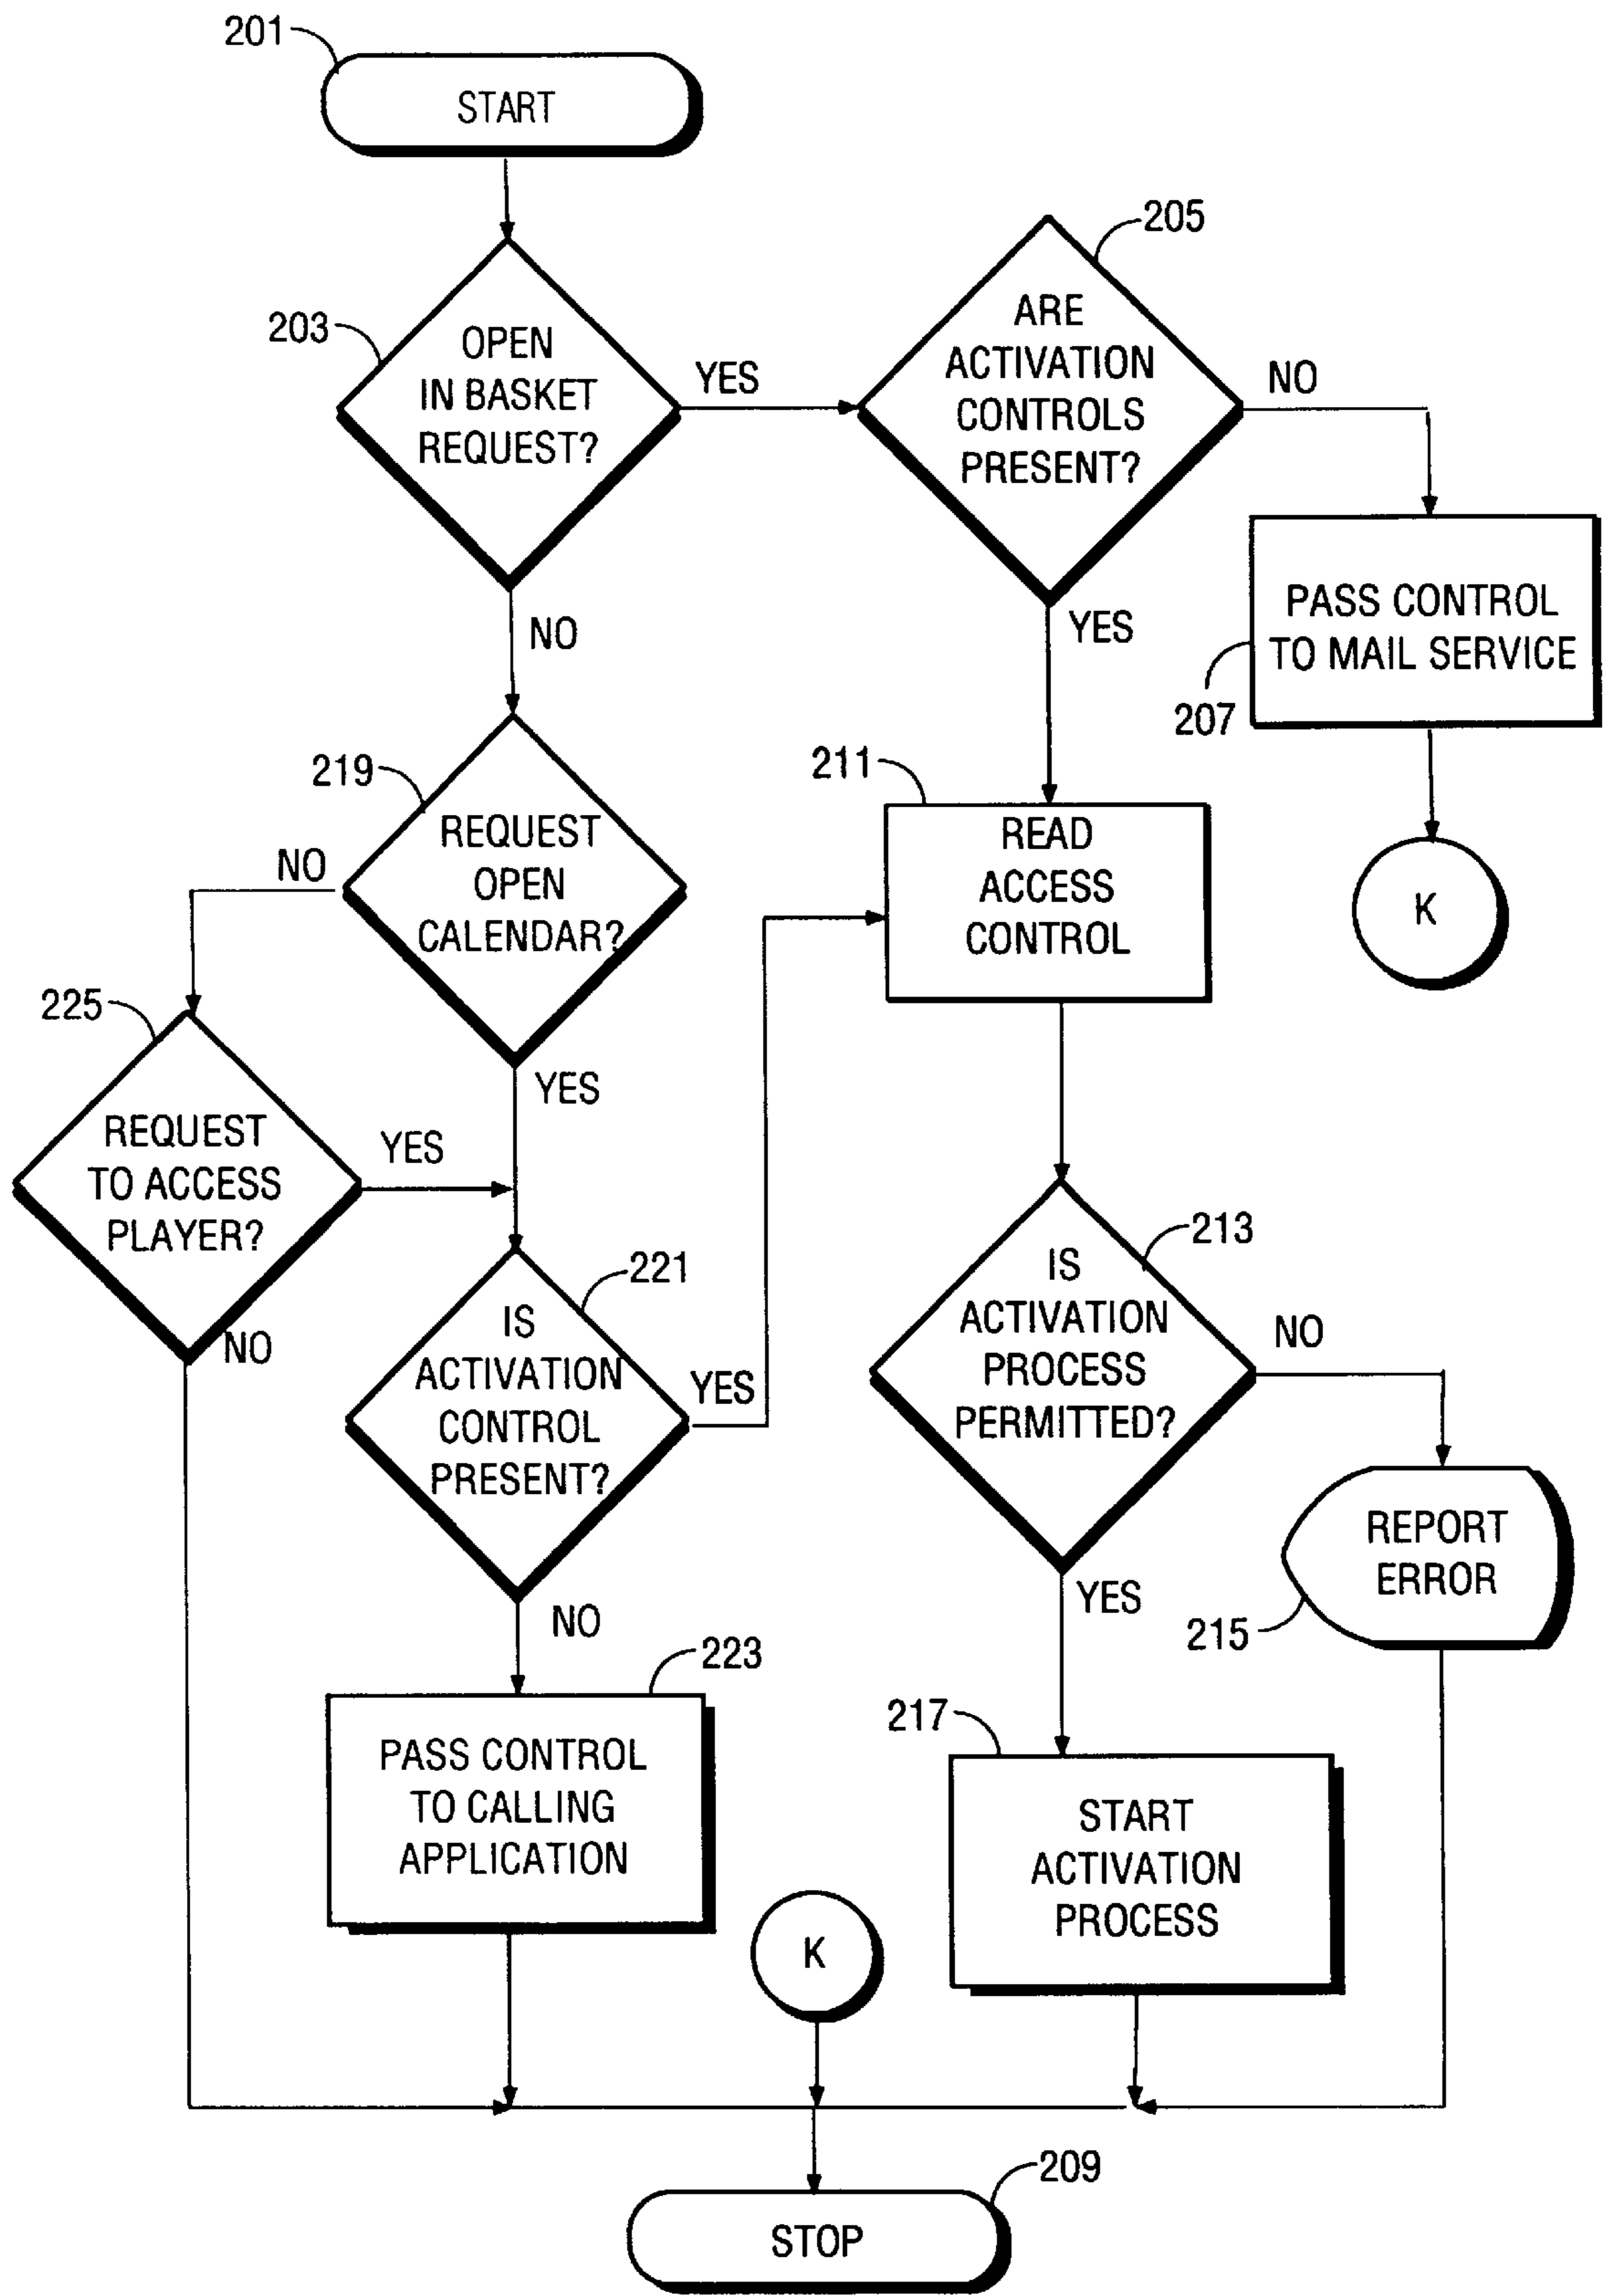 201
START
205
203
OPEN
IN BASKET
REQUEST?
YES
ARE
ACTIVATION
CONTROLS
PRESENT?
NO
NO
YES
PASS CONTROL
TO MAIL SERVICE
207
219
REQUEST
OPEN
CALENDAR?
NO
211
READ
ACCESS
CONTROL
K
225
REQUEST
TO ACCESS
PLAYER?
YES
YES
NO
221
IS
ACTIVATION
CONTROL
PRESENT?
YES
213
IS
ACTIVATION
PROCESS
PERMITTED?
NO
NO
YES
REPORT
ERROR
215
223
PASS CONTROL
TO CALLING
APPLICATION
217
START
ACTIVATION
PROCESS
K
209
STOP